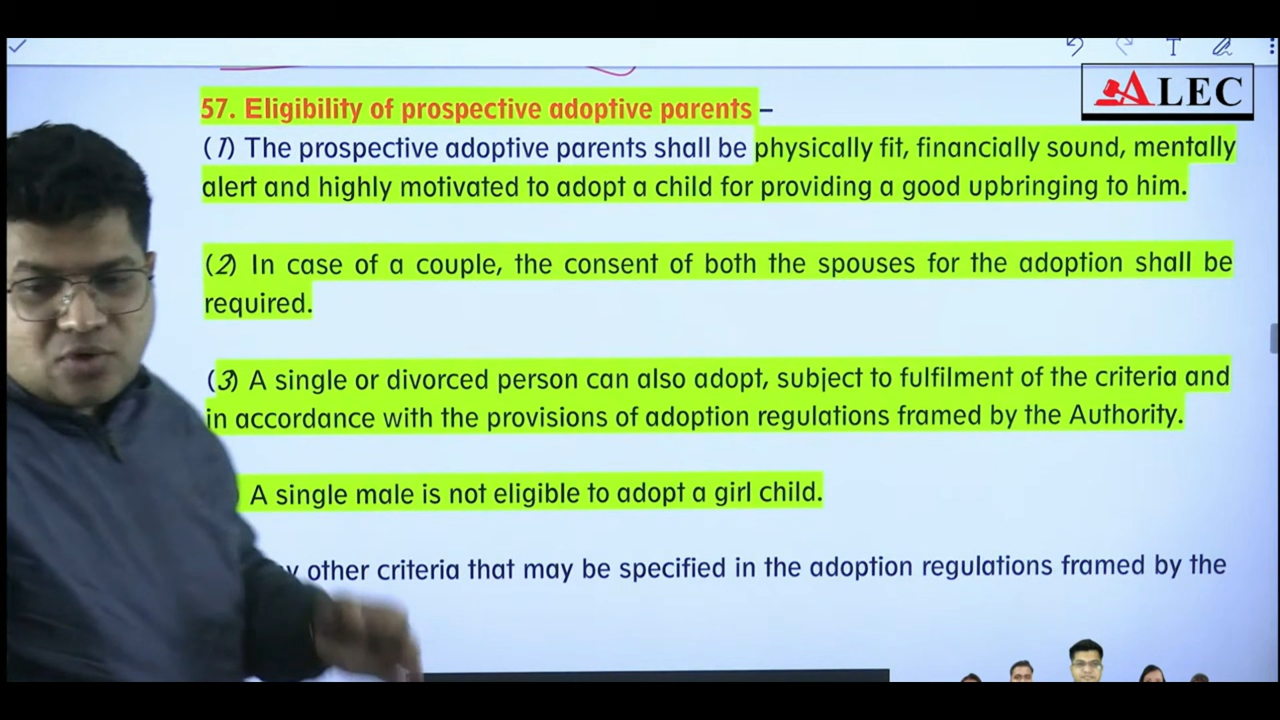 ALEC
57. Eligibility of prospective adoptive parents –
(1) The prospective adoptive parents shall be physically fit, financially sound, mentally
alert and highly motivated to adopt a child for providing a good upbringing to him.
(2) In case of a couple, the consent of both the spouses for the adoption shall be
required.
(3) A single or divorced person can also adopt, subject to fulfilment of the criteria and
in accordance with the provisions of adoption regulations framed by the Authority.
A single male is not eligible to adopt a girl child.
other criteria that may be specified in the adoption regulations framed by the